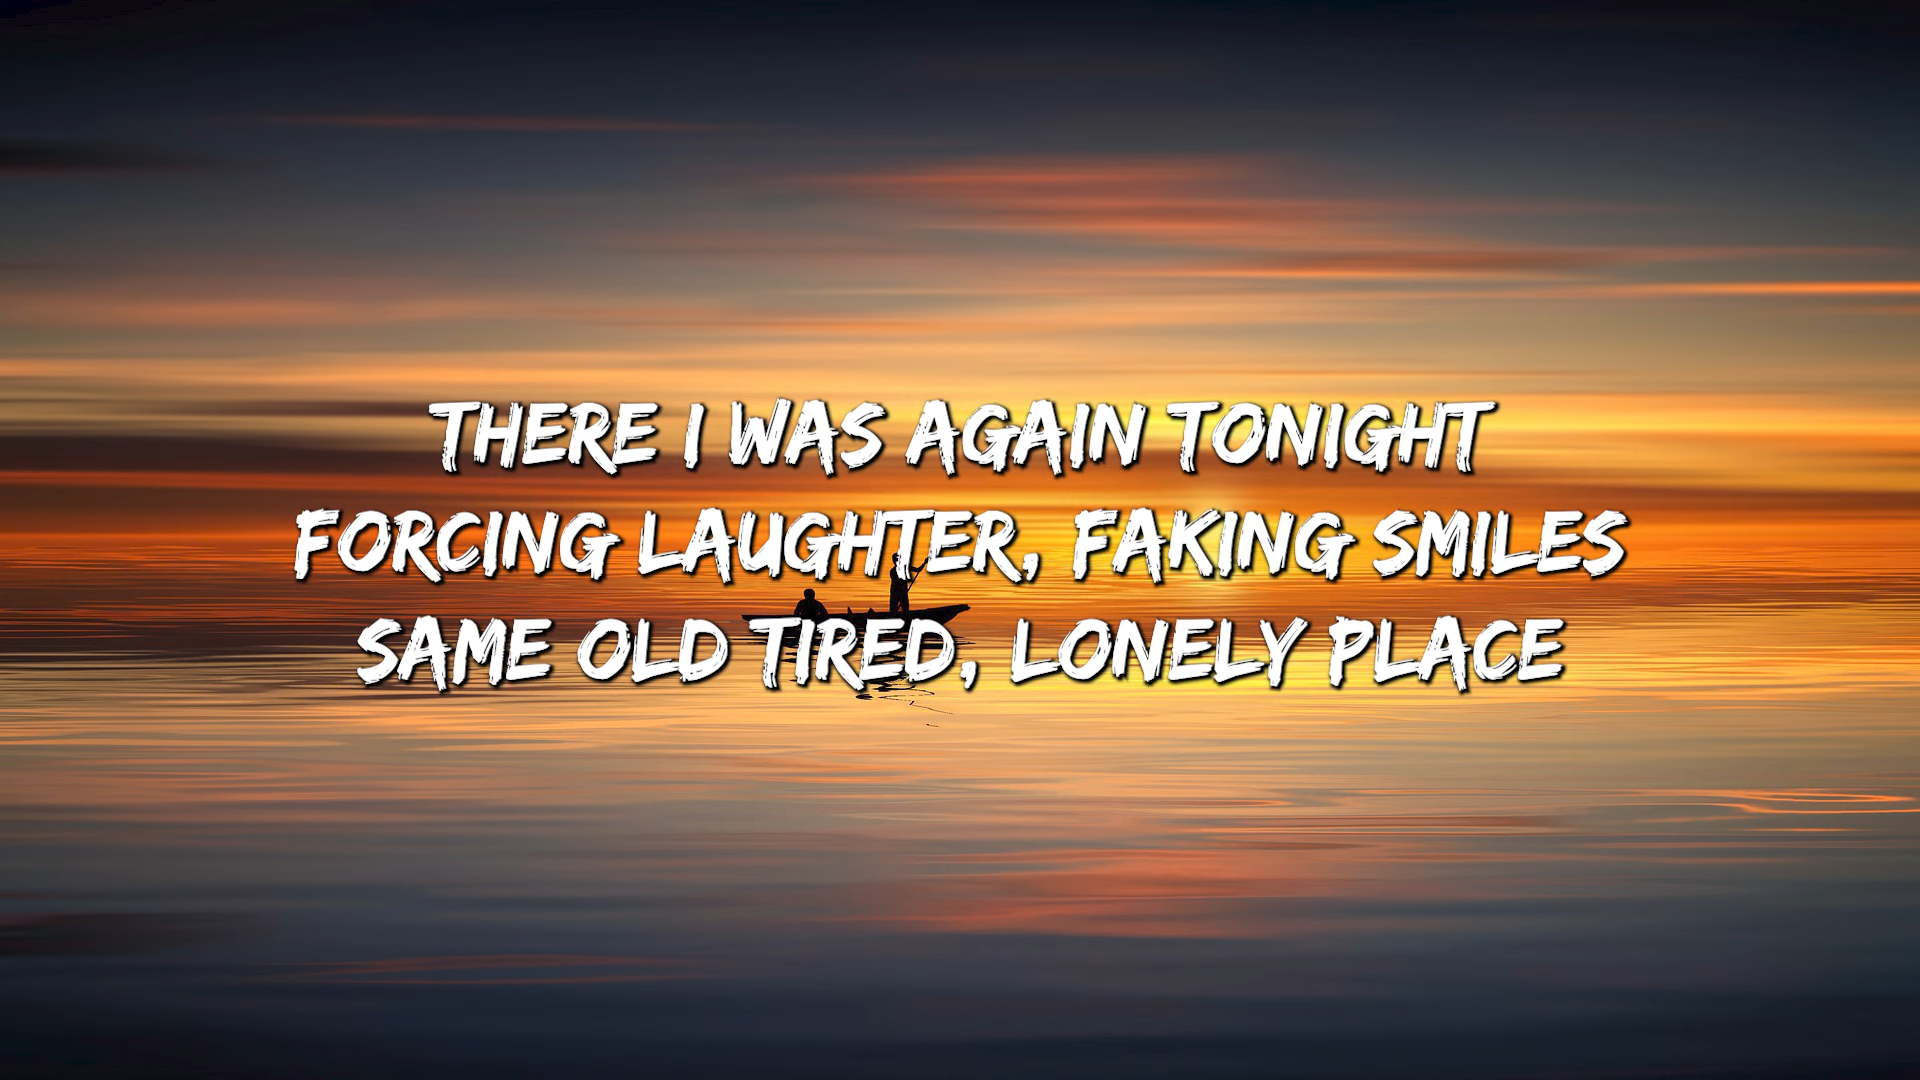 THERE I WAS AGAIN TONIGHT
FORCING LAUGHTER, FAKING SMILES
SAME OLD TIRED, LONELY PLACE